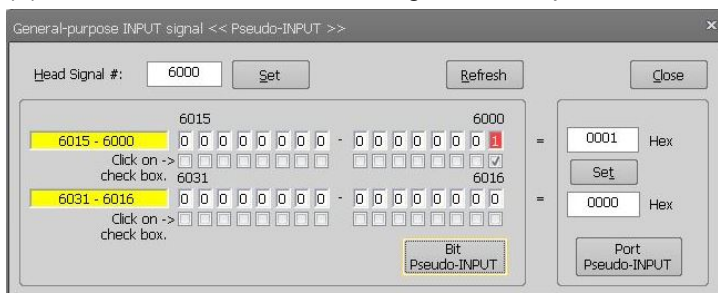 General-purpose INPUT signal << Pseudo-INPUT >> x
Head Signal #: 6000 Set Refresh Close
6015 6000
6015 - 6000 0 0 0 0 0 0 0 0 - 0 0 0 0 0 0 0 1 = 0001 Hex
Click on ->
check box.
Set
6031 6016
6031 - 6016 0 0 0 0 0 0 0 0 - 0 0 0 0 0 0 0 0 = 0000 Hex
Click on ->
check box.
Bit
Pseudo-INPUT
Port
Pseudo-INPUT